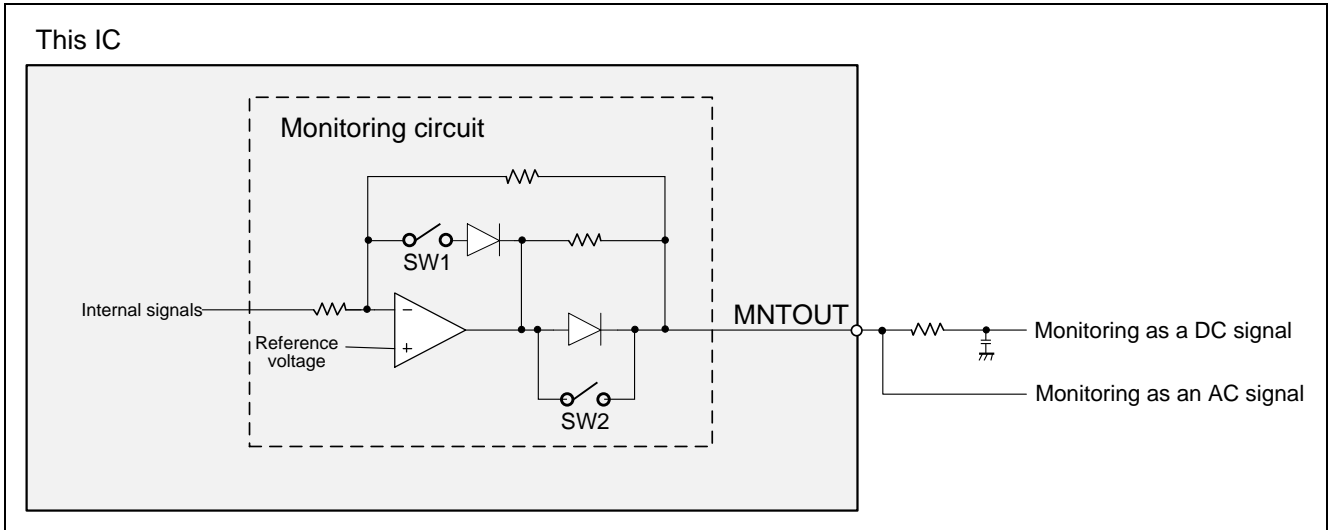 This IC
Monitoring circuit
SW1
Internal signals
−
+
Reference
voltage
SW2
MNTOUT
Monitoring as a DC signal
Monitoring as an AC signal